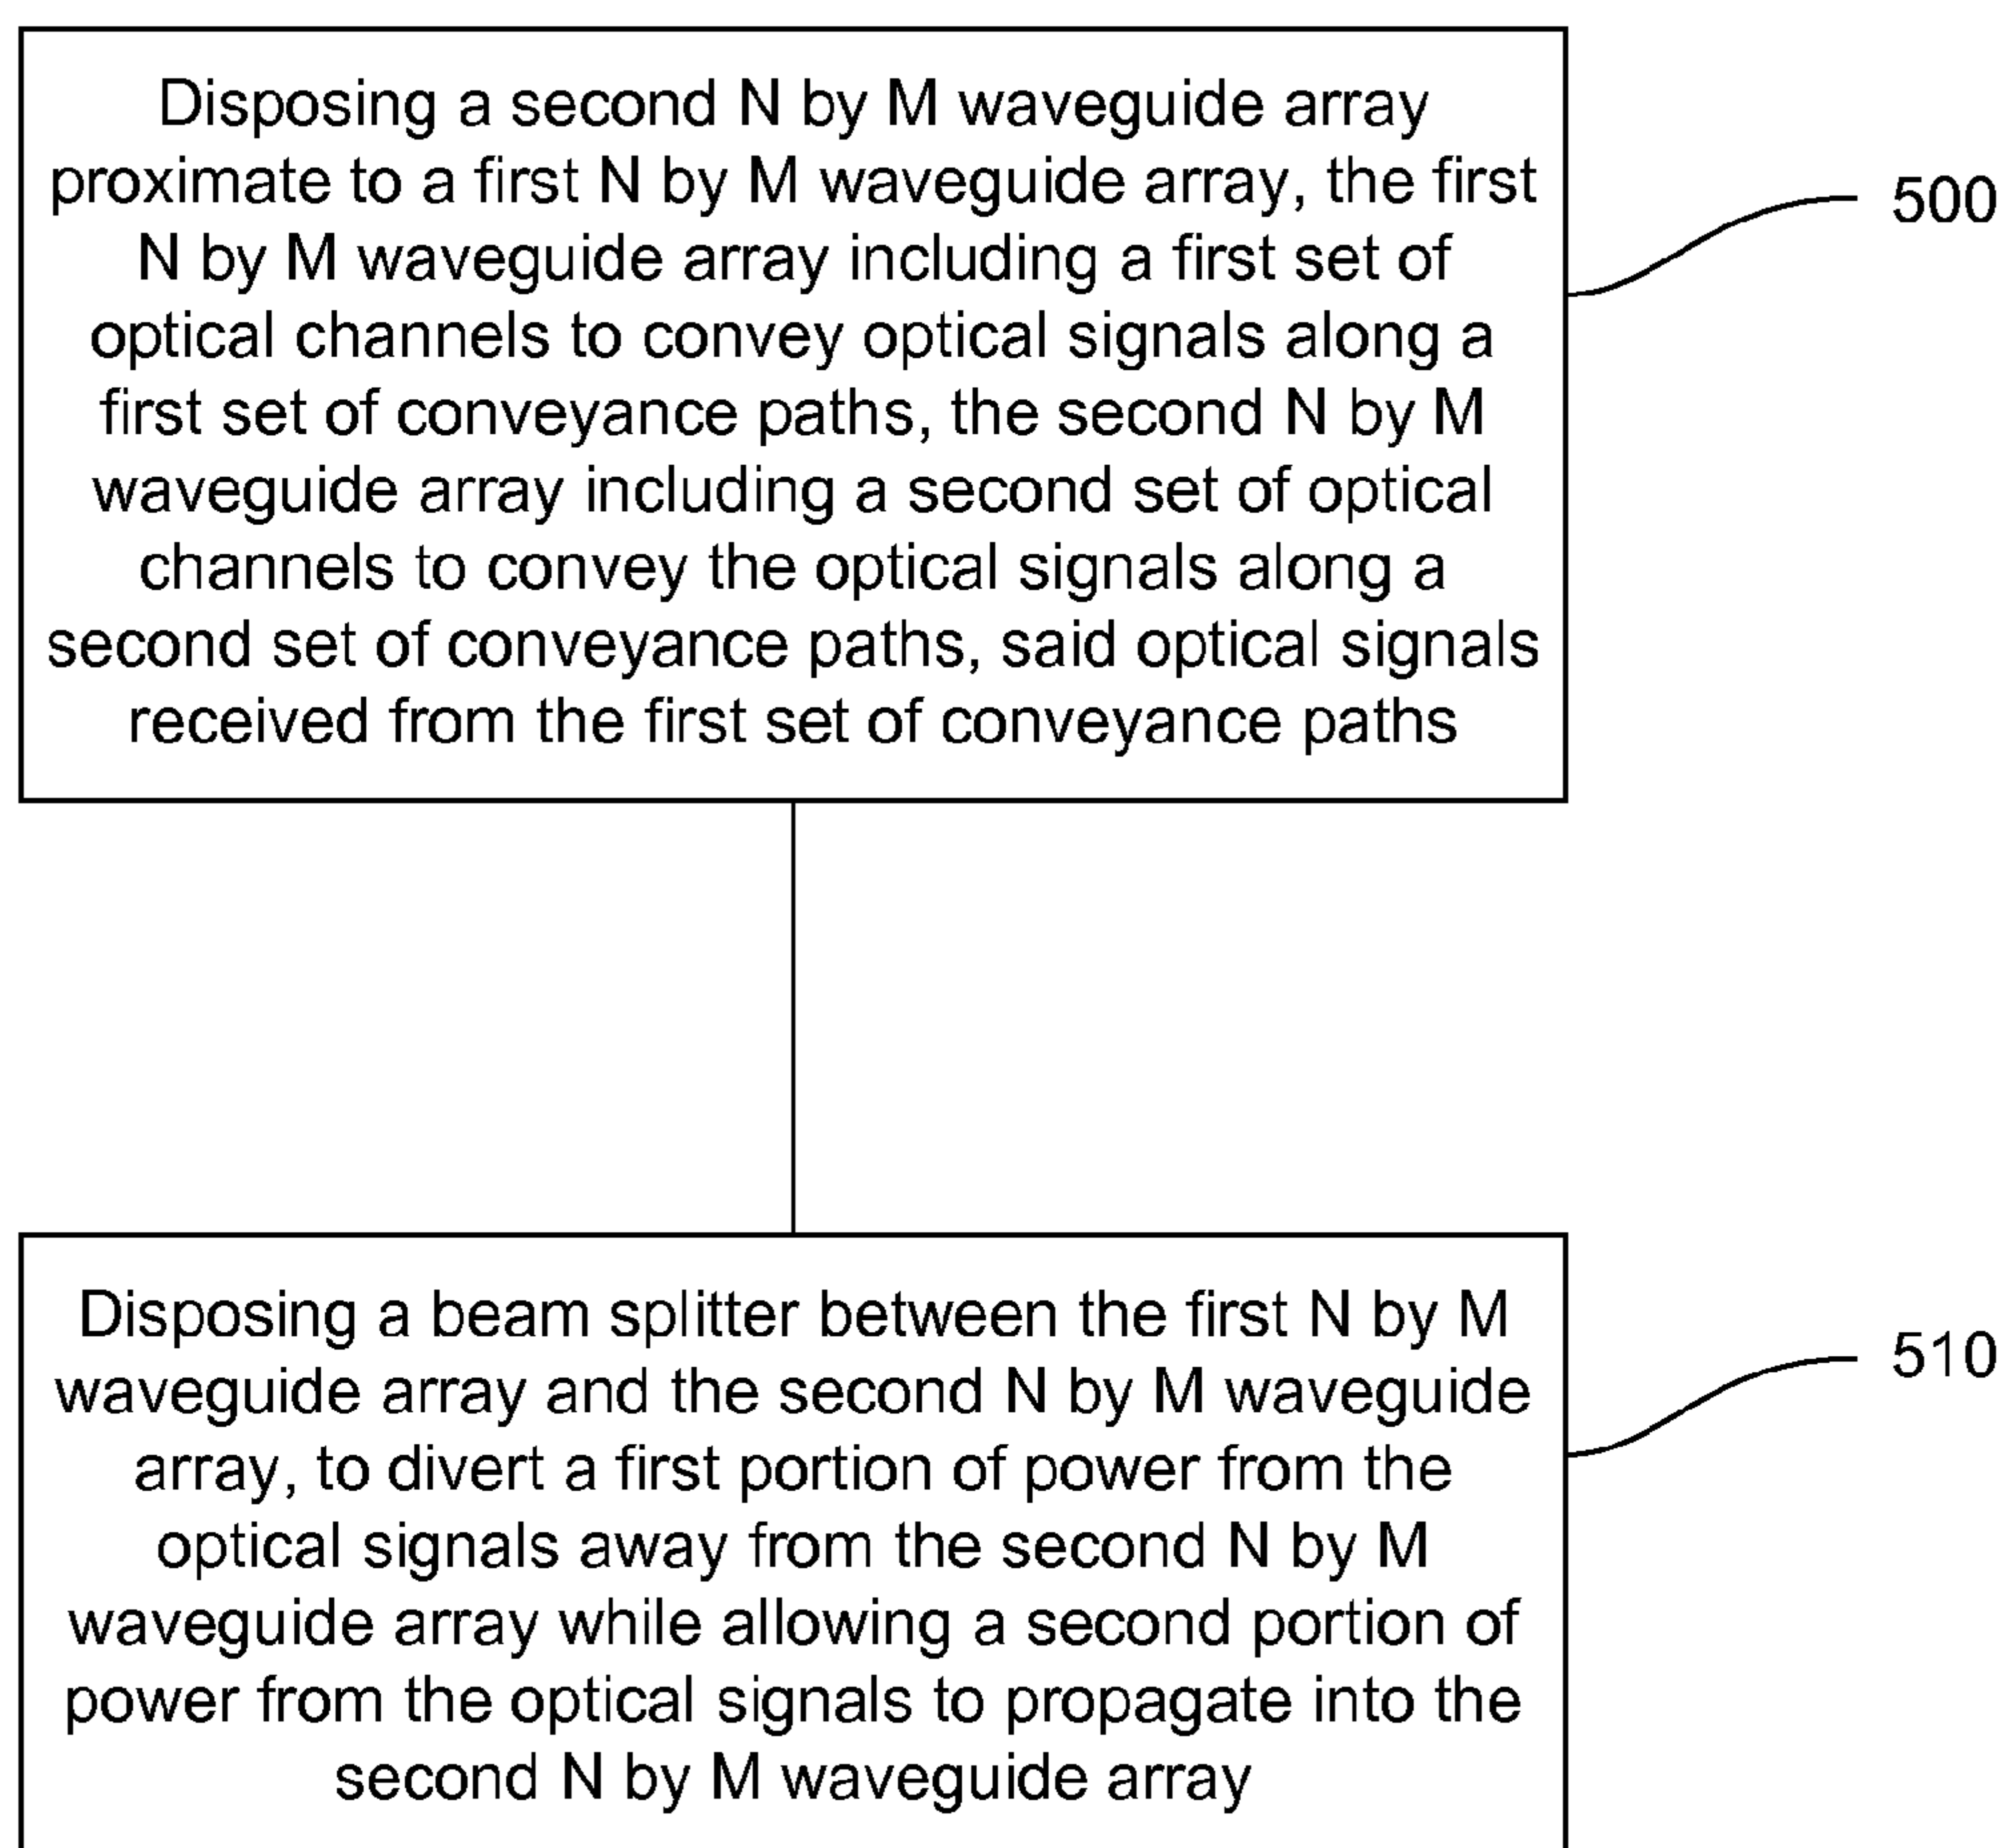 Disposing a second N by M waveguide array
proximate to a first N by M waveguide array, the first
N by M waveguide array including a first set of
optical channels to convey optical signals along a
first set of conveyance paths, the second N by M
waveguide array including a second set of optical
channels to convey the optical signals along a
second set of conveyance paths, said optical signals
received from the first set of conveyance paths
500
Disposing a beam splitter between the first N by M
waveguide array and the second N by M waveguide
array, to divert a first portion of power from the
optical signals away from the second N by M
waveguide array while allowing a second portion of
power from the optical signals to propagate into the
second N by M waveguide array
510